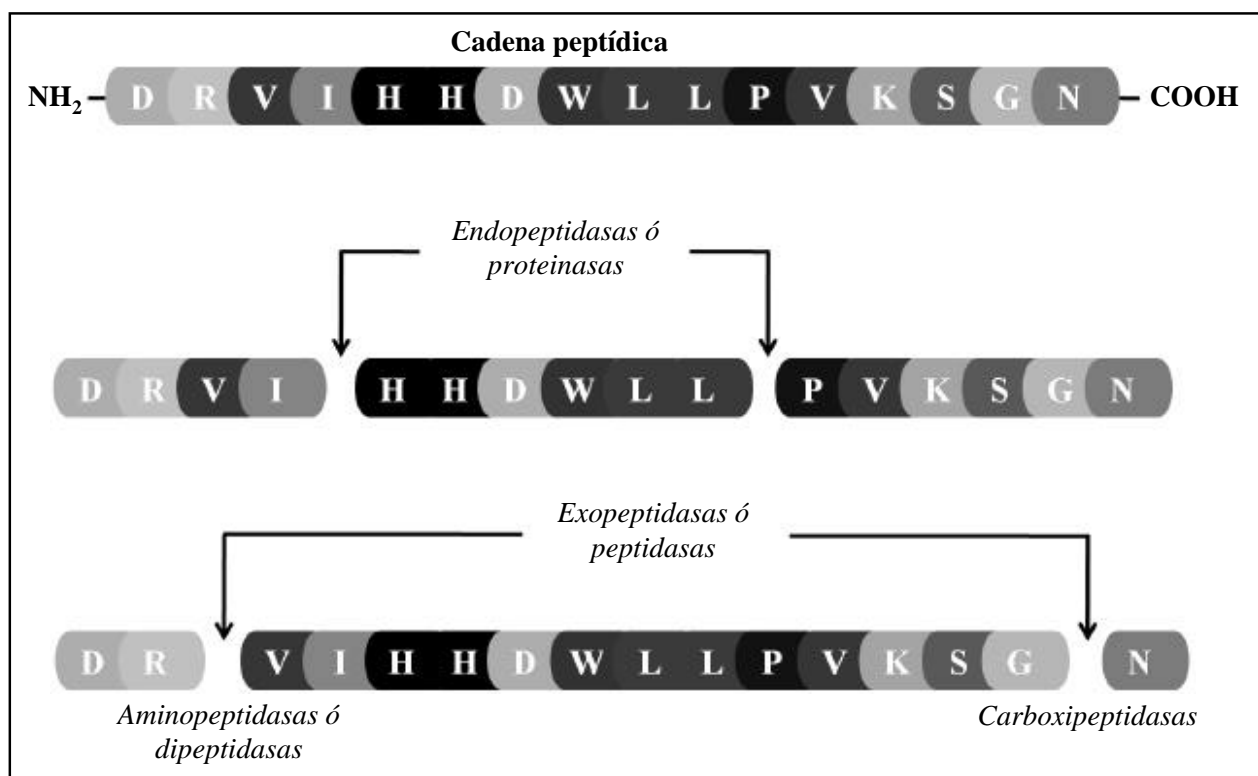 Cadena peptídica
NH₂ D R V I H H D W L L P V K S G N COOH
Endopeptidasas ó
proteinasas
D R V I H H D W L L P V K S G N
Exopeptidasas ó
peptidasas
D R V I H H D W L L P V K S G N
Aminopeptidasas ó
dipeptidasas
Carboxipeptidasas